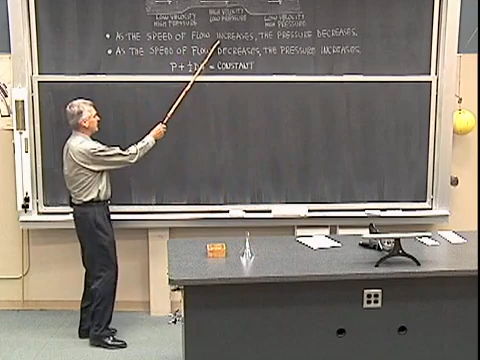 LOW VELOCITY HIGH VELOCITY LOW VELOCITY
HIGH PRESSURE LOW PRESSURE HIGH PRESSURE
• AS THE SPEED OF FLOW INCREASES, THE PRESSURE DECREASES.
• AS THE SPEED OF FLOW DECREASES, THE PRESSURE INCREASES.
P + ½ = CONSTANT